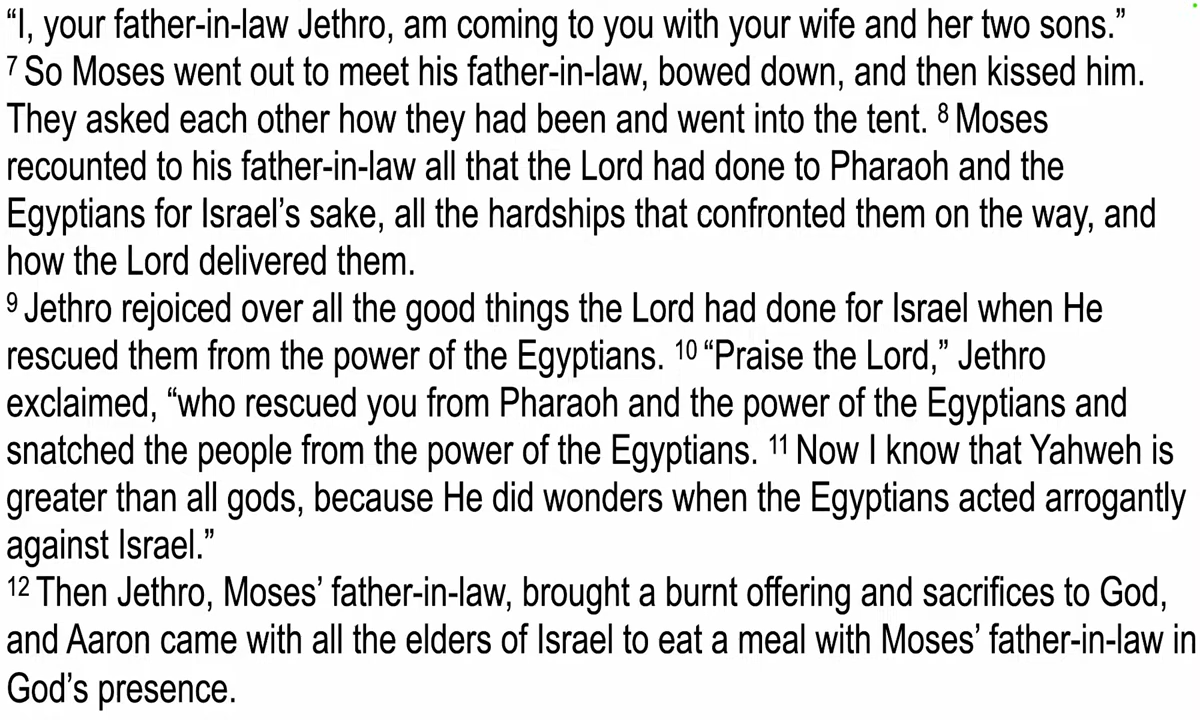 “I, your father-in-law Jethro, am coming to you with your wife and her two sons.”
7 So Moses went out to meet his father-in-law, bowed down, and then kissed him.
They asked each other how they had been and went into the tent. 8 Moses
recounted to his father-in-law all that the Lord had done to Pharaoh and the
Egyptians for Israel’s sake, all the hardships that confronted them on the way, and
how the Lord delivered them.
9 Jethro rejoiced over all the good things the Lord had done for Israel when He
rescued them from the power of the Egyptians. 10 “Praise the Lord,” Jethro
exclaimed, “who rescued you from Pharaoh and the power of the Egyptians and
snatched the people from the power of the Egyptians. 11 Now I know that Yahweh is
greater than all gods, because He did wonders when the Egyptians acted arrogantly
against Israel.”
12 Then Jethro, Moses’ father-in-law, brought a burnt offering and sacrifices to God,
and Aaron came with all the elders of Israel to eat a meal with Moses’ father-in-law in
God’s presence.